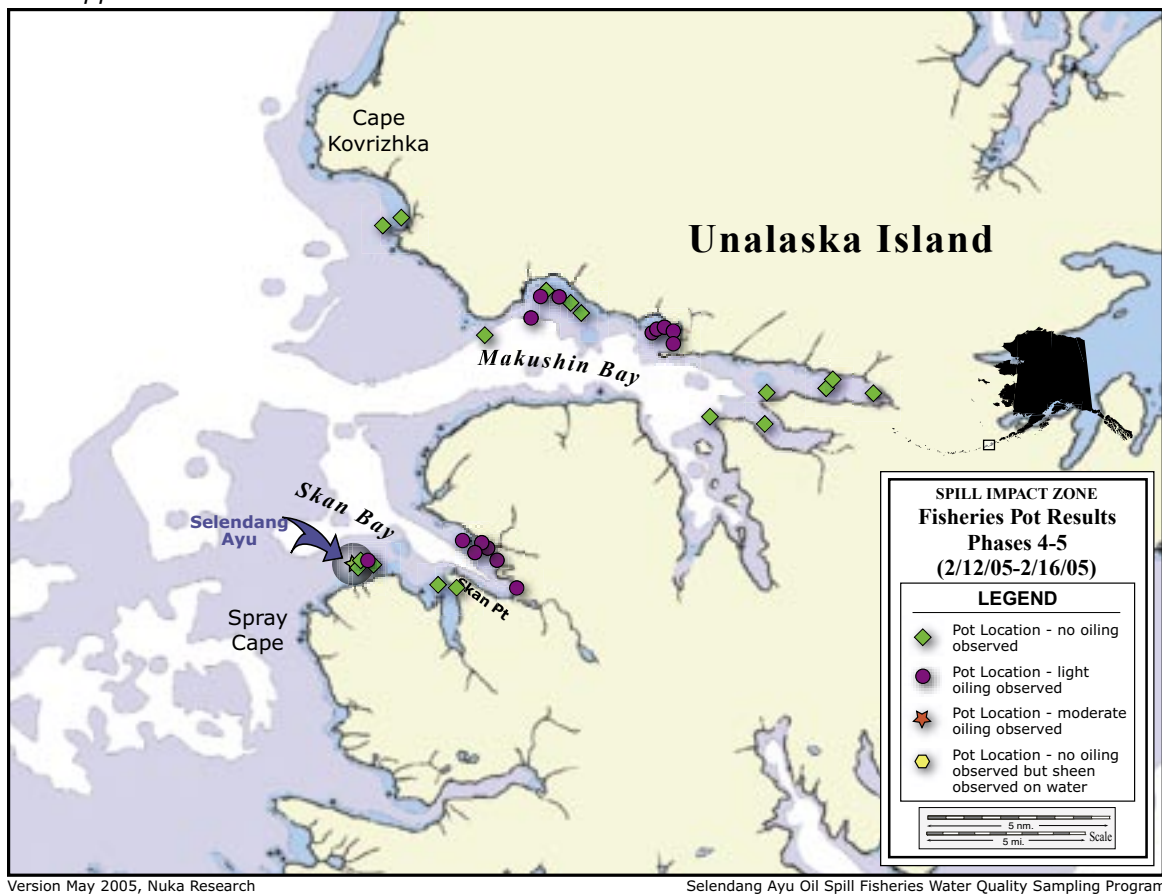 Cape
Kovrizhka
Unalaska Island
Makushin Bay
Skan Bay
Selendang
Ayu
Skan Pt
Spray
Cape
SPILL IMPACT ZONE
Fisheries Pot Results
Phases 4-5
(2/12/05-2/16/05)
LEGEND
Pot Location - no oiling
observed
Pot Location - light
oiling observed
Pot Location - moderate
oiling observed
Pot Location - no oiling
observed but sheen
observed on water
5 nm.
5 mi.
Scale
Version May 2005, Nuka Research
Selendang Ayu Oil Spill Fisheries Water Quality Sampling Program